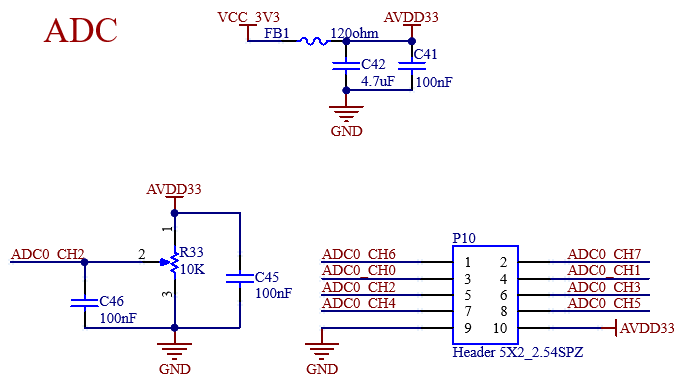 ADC
VCC_3V3
AVDD33
FB1
120ohm
C41
C42
4.7uF
100nF
GND
AVDD33
1
ADC0_CH2
2
R33
10K
3
C45
100nF
C46
100nF
GND
P10
ADC0_CH6 1 2 ADC0_CH7
ADC0_CH0 3 4 ADC0_CH1
ADC0_CH2 5 6 ADC0_CH3
ADC0_CH4 7 8 ADC0_CH5
9 10 AVDD33
Header 5X2_2.54SPZ
GND